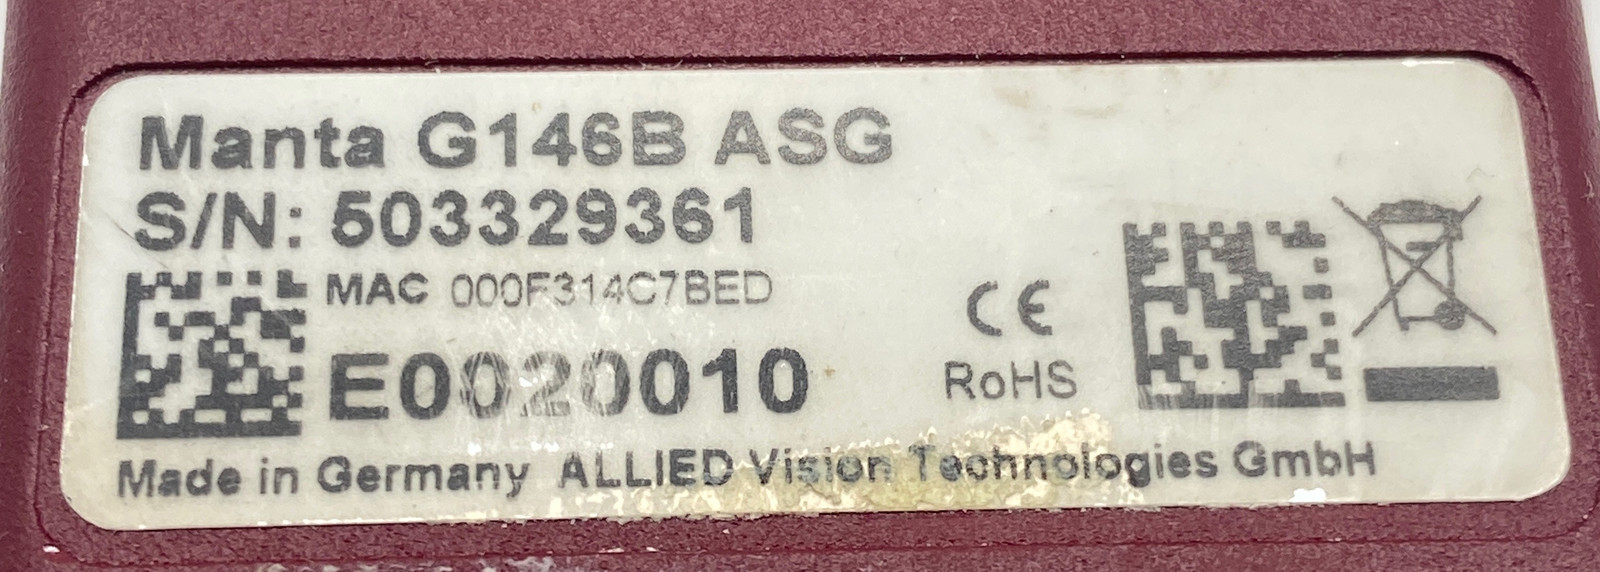 Manta G146B ASG
S/N: 503329361
MAC 000F314C7BED
E0020010
CE
RoHS
Made in Germany ALLIED Vision Technologies GmbH